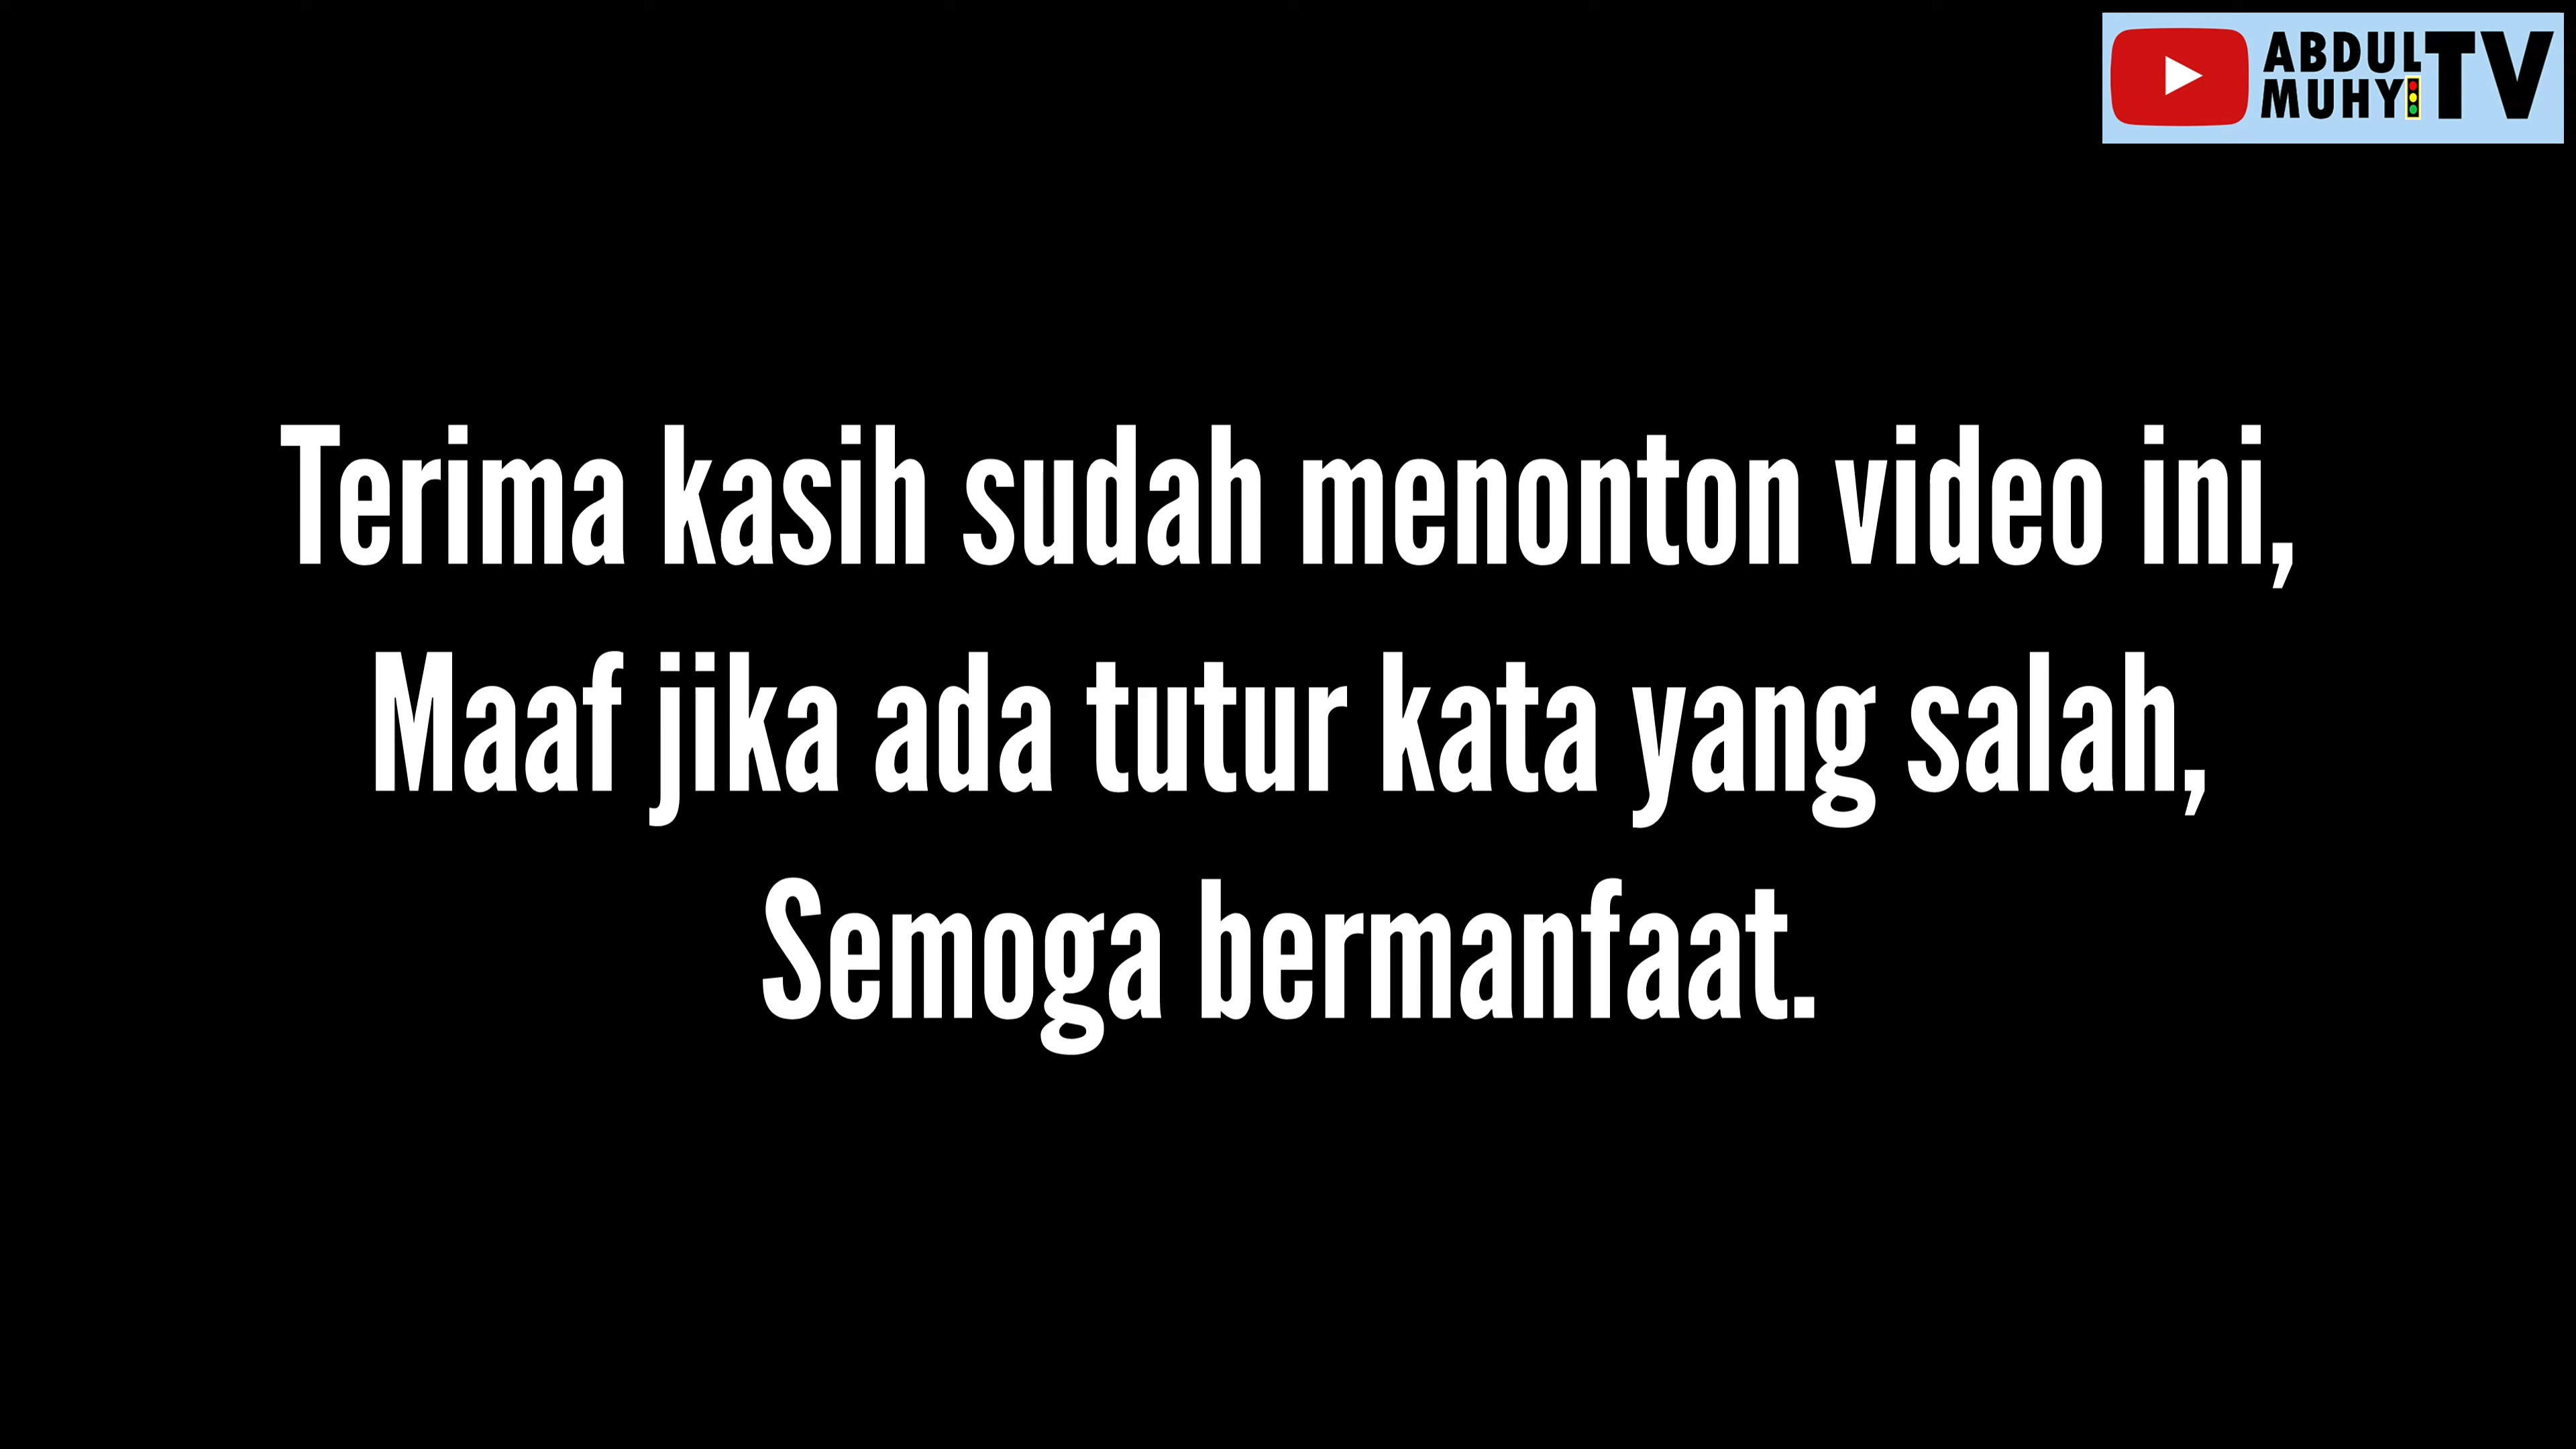 ABDUL
MUHYI
TV
Terima kasih sudah menonton video ini,
Maaf jika ada tutur kata yang salah,
Semoga bermanfaat.